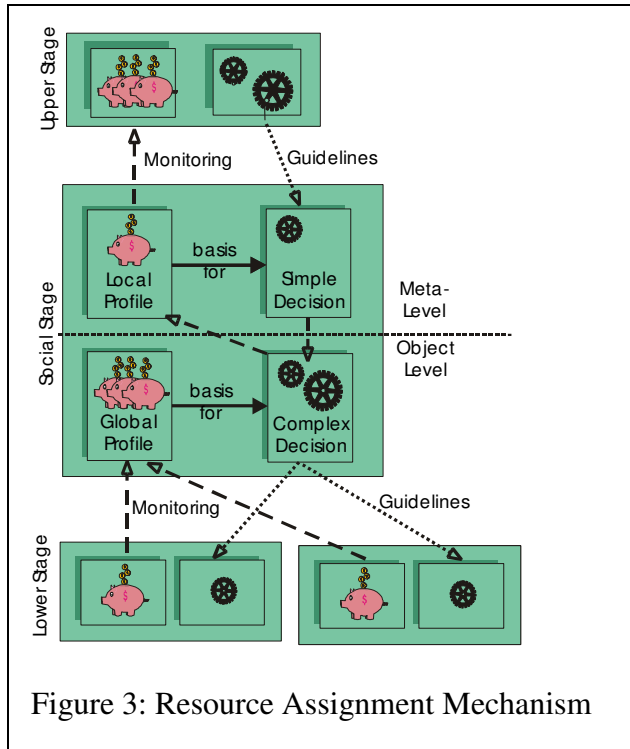 Upper Stage
Monitoring
Guidelines
Social Stage
$
Local
Profile
basis
for
Simple
Decision
Meta-
Level
Object
Level
$
Global
Profile
basis
for
Complex
Decision
Monitoring
Guidelines
Lower Stage
$
$
Figure 3: Resource Assignment Mechanism